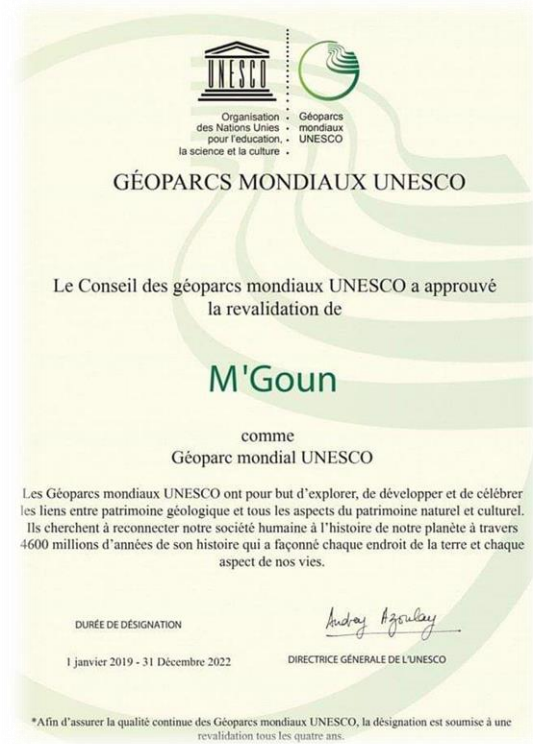 UNESCO
Organisation
des Nations Unies
pour l'education,
la science et la culture
Géoparcs
mondiaux
UNESCO
GÉOPARCS MONDIAUX UNESCO
Le Conseil des géoparcs mondiaux UNESCO a approuvé
la revalidation de
M'Goun
comme
Géoparc mondial UNESCO
Les Géoparcs mondiaux UNESCO ont pour but d'explorer, de développer et de célébrer
les liens entre patrimoine géologique et tous les aspects du patrimoine naturel et culturel.
Ils cherchent à reconnecter notre société humaine à l'histoire de notre planète à travers
4600 millions d'années de son histoire qui a façonné chaque endroit de la terre et chaque
aspect de nos vies.
DURÉE DE DÉSIGNATION
1 janvier 2019 - 31 Décembre 2022
Audrey Azoulay
DIRECTRICE GÉNERALE DE L'UNESCO
*Afin d'assurer la qualité continue des Géoparcs mondiaux UNESCO, la désignation est soumise à une
revalidation tous les quatre ans.